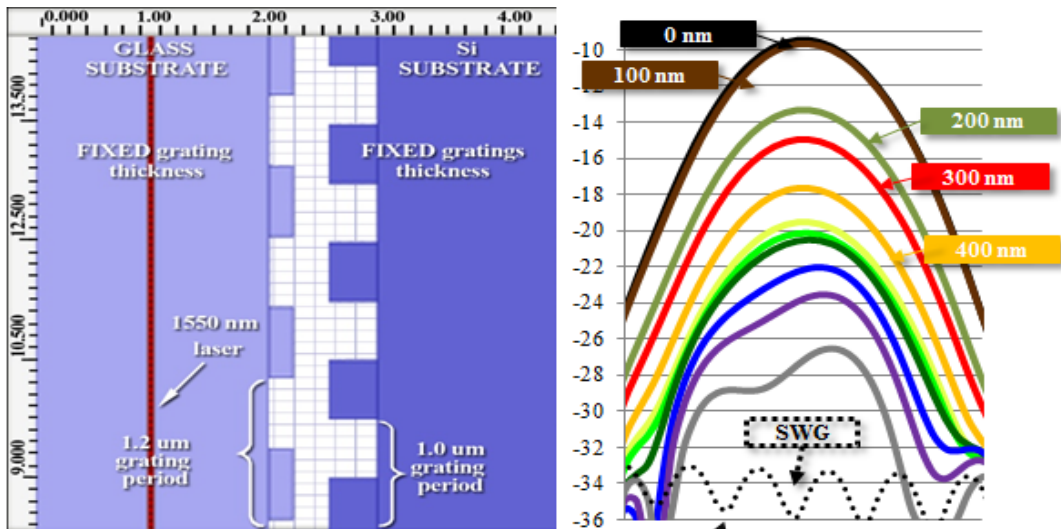 0.000 1.00 2.00 3.00 4.00
GLASS
SUBSTRATE
Si
SUBSTRATE
13.500
FIXED grating
thickness
FIXED gratings
thickness
12.500
10.500
1550 nm
laser
9.000
1.2 um
grating
period
1.0 um
grating
period
-10
-12
-14
-16
-18
-20
-22
-24
-26
-28
-30
-32
-34
-36
0 nm
100 nm
200 nm
300 nm
400 nm
SWG